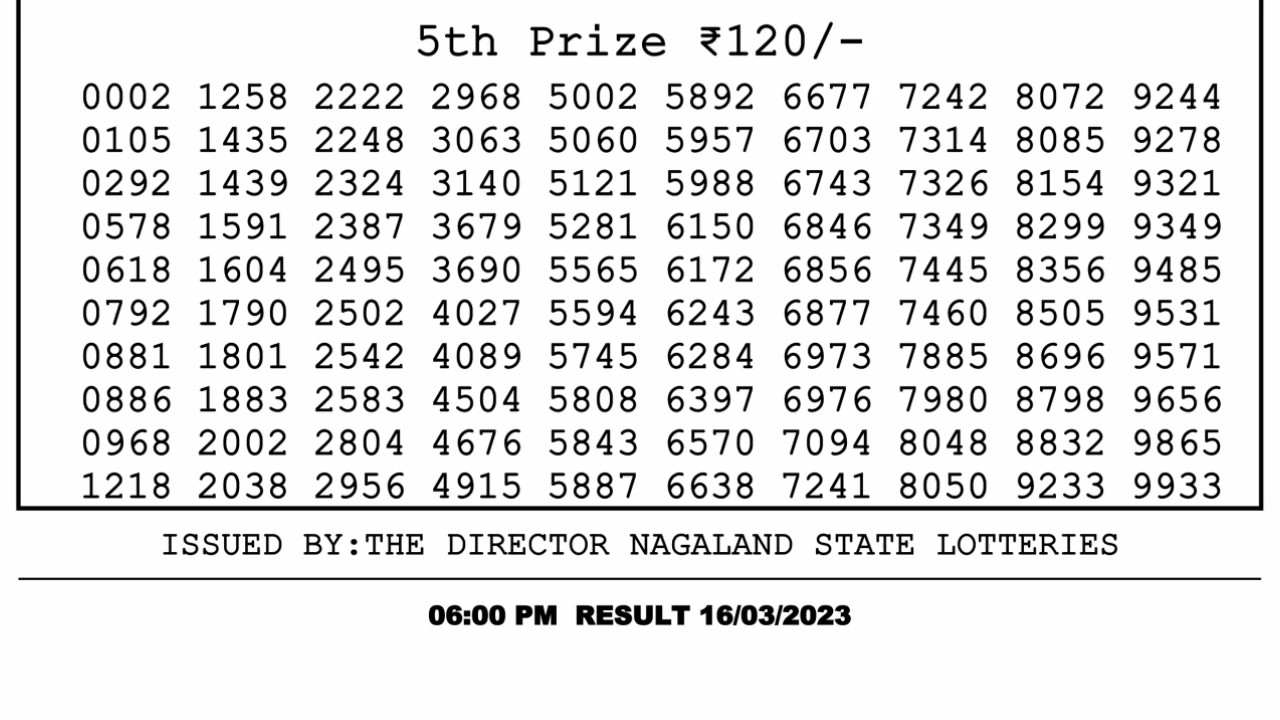 5th Prize ₹120/-
0002 1258 2222 2968 5002 5892 6677 7242 8072 9244
0105 1435 2248 3063 5060 5957 6703 7314 8085 9278
0292 1439 2324 3140 5121 5988 6743 7326 8154 9321
0578 1591 2387 3679 5281 6150 6846 7349 8299 9349
0618 1604 2495 3690 5565 6172 6856 7445 8356 9485
0792 1790 2502 4027 5594 6243 6877 7460 8505 9531
0881 1801 2542 4089 5745 6284 6973 7885 8696 9571
0886 1883 2583 4504 5808 6397 6976 7980 8798 9656
0968 2002 2804 4676 5843 6570 7094 8048 8832 9865
1218 2038 2956 4915 5887 6638 7241 8050 9233 9933
ISSUED BY:THE DIRECTOR NAGALAND STATE LOTTERIES
06:00 PM RESULT 16/03/2023